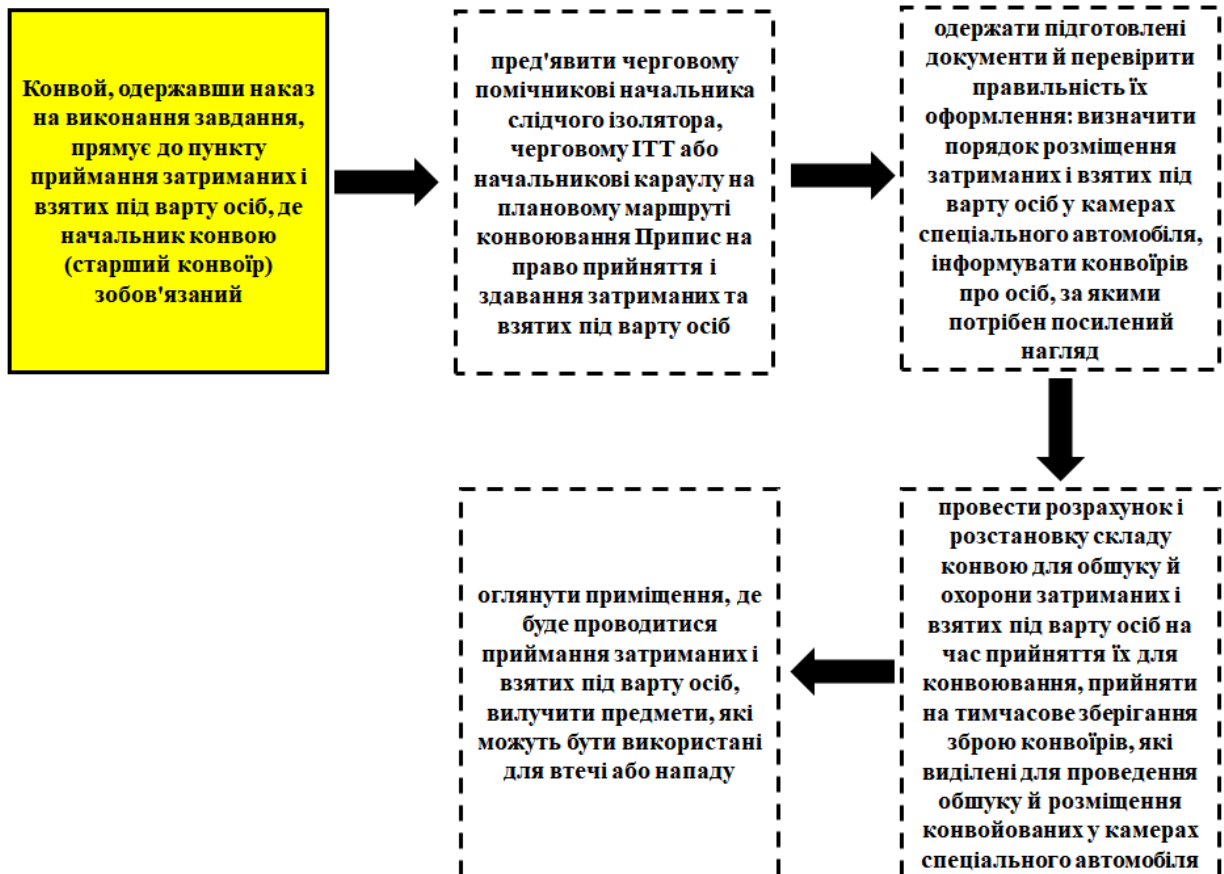 Конвой, одержавши наказ
на виконання завдання,
прямує до пункту
приймання затриманих і
взятих під варту осіб, де
начальник конвою
(старший конвоїр)
зобов'язаний
пред'явити черговому
помічникові начальника
слідчого ізолятора,
черговому ІТТ або
начальникові караулу на
плановому маршруті
конвоювання Припис на
право прийняття і
здавання затриманих та
взятих під варту осіб
одержати підготовлені
документи й перевірити
правильність їх
оформлення: визначити
порядок розміщення
затриманих і взятих під
варту осіб у камерах
спеціального автомобіля,
інформувати конвоїрів
про осіб, за якими
потрібен посилений
нагляд
провести розрахунок і
розстановку складу
конвою для обшуку й
охорони затриманих і
взятих під варту осіб на
час прийняття їх для
конвоювання, прийняти
на тимчасове зберігання
зброю конвоїрів, які
виділені для проведення
обшуку й розміщення
конвойованих у камерах
спеціального автомобіля
оглянути приміщення, де
буде проводитися
приймання затриманих і
взятих під варту осіб,
вилучити предмети, які
можуть бути використані
для втечі або нападу